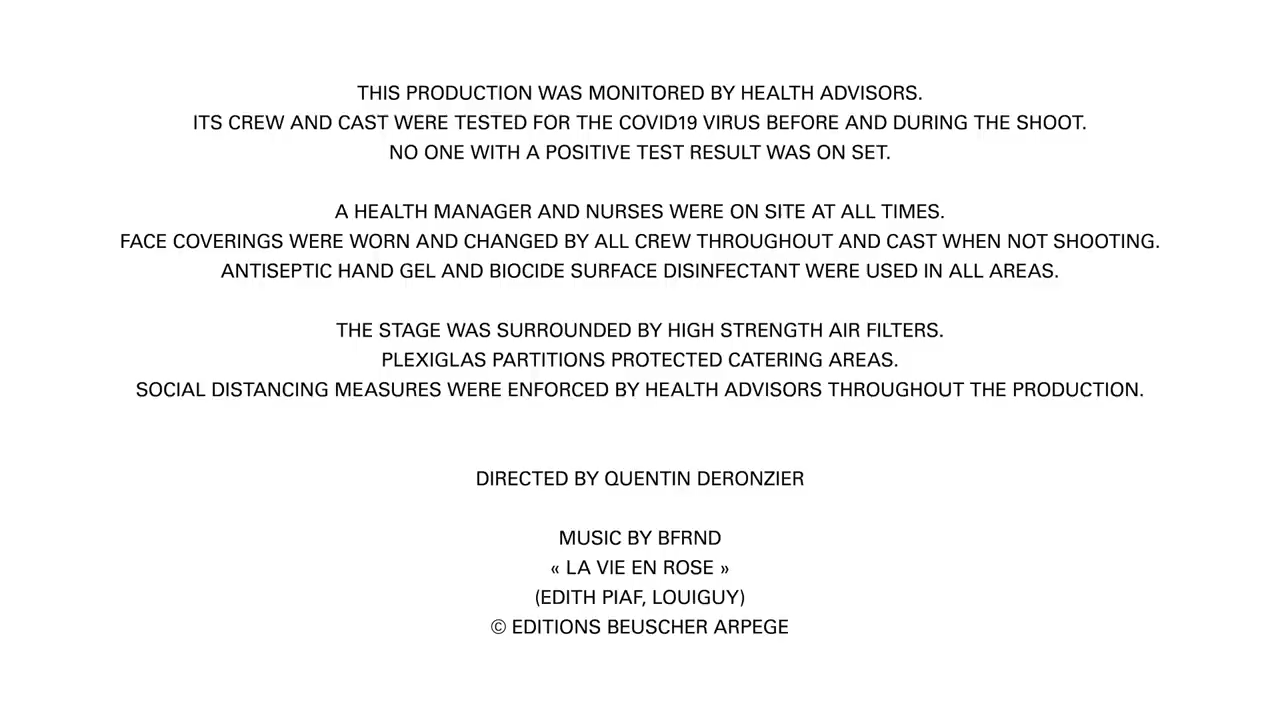 THIS PRODUCTION WAS MONITORED BY HEALTH ADVISORS.
ITS CREW AND CAST WERE TESTED FOR THE COVID19 VIRUS BEFORE AND DURING THE SHOOT.
NO ONE WITH A POSITIVE TEST RESULT WAS ON SET.
A HEALTH MANAGER AND NURSES WERE ON SITE AT ALL TIMES.
FACE COVERINGS WERE WORN AND CHANGED BY ALL CREW THROUGHOUT AND CAST WHEN NOT SHOOTING.
ANTISEPTIC HAND GEL AND BIOCIDE SURFACE DISINFECTANT WERE USED IN ALL AREAS.
THE STAGE WAS SURROUNDED BY HIGH STRENGTH AIR FILTERS.
PLEXIGLAS PARTITIONS PROTECTED CATERING AREAS.
SOCIAL DISTANCING MEASURES WERE ENFORCED BY HEALTH ADVISORS THROUGHOUT THE PRODUCTION.
DIRECTED BY QUENTIN DERONZIER
MUSIC BY BFRND
« LA VIE EN ROSE »
(EDITH PIAF, LOUIGUY)
© EDITIONS BEUSCHER ARPEGE